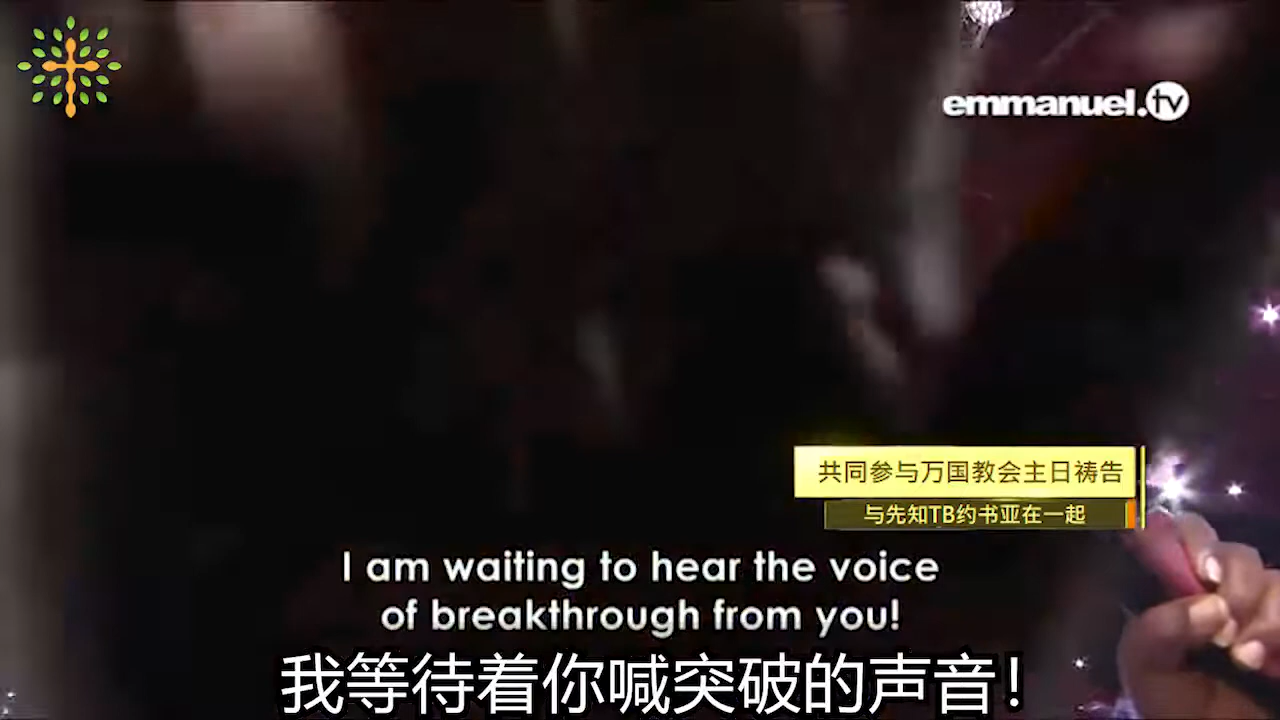 emmanuel.tv
共同参与万国教会主日祷告
与先知TB约书亚在一起
I am waiting to hear the voice
of breakthrough from you!
我等待着你喊突破的声音！